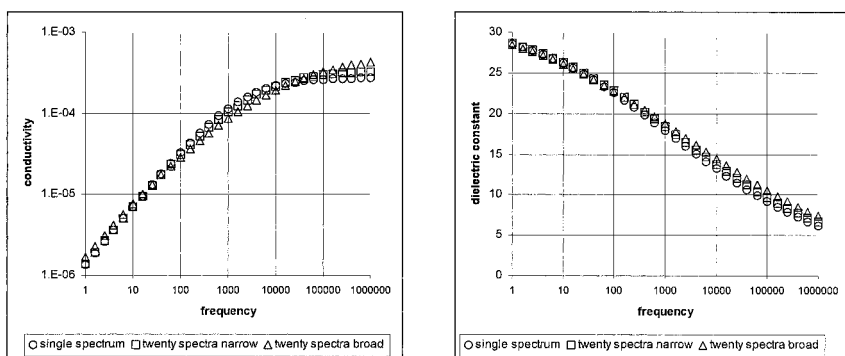 1.E-03
1.E-04
1.E-05
1.E-06
conductivity
1 10 100 1000 10000 100000 1000000
frequency
○ single spectrum □ twenty spectra narrow △ twenty spectra broad
30
25
20
15
10
5
0
dielectric constant
1 10 100 1000 10000 100000 1000000
frequency
○ single spectrum □ twenty spectra narrow △ twenty spectra broad